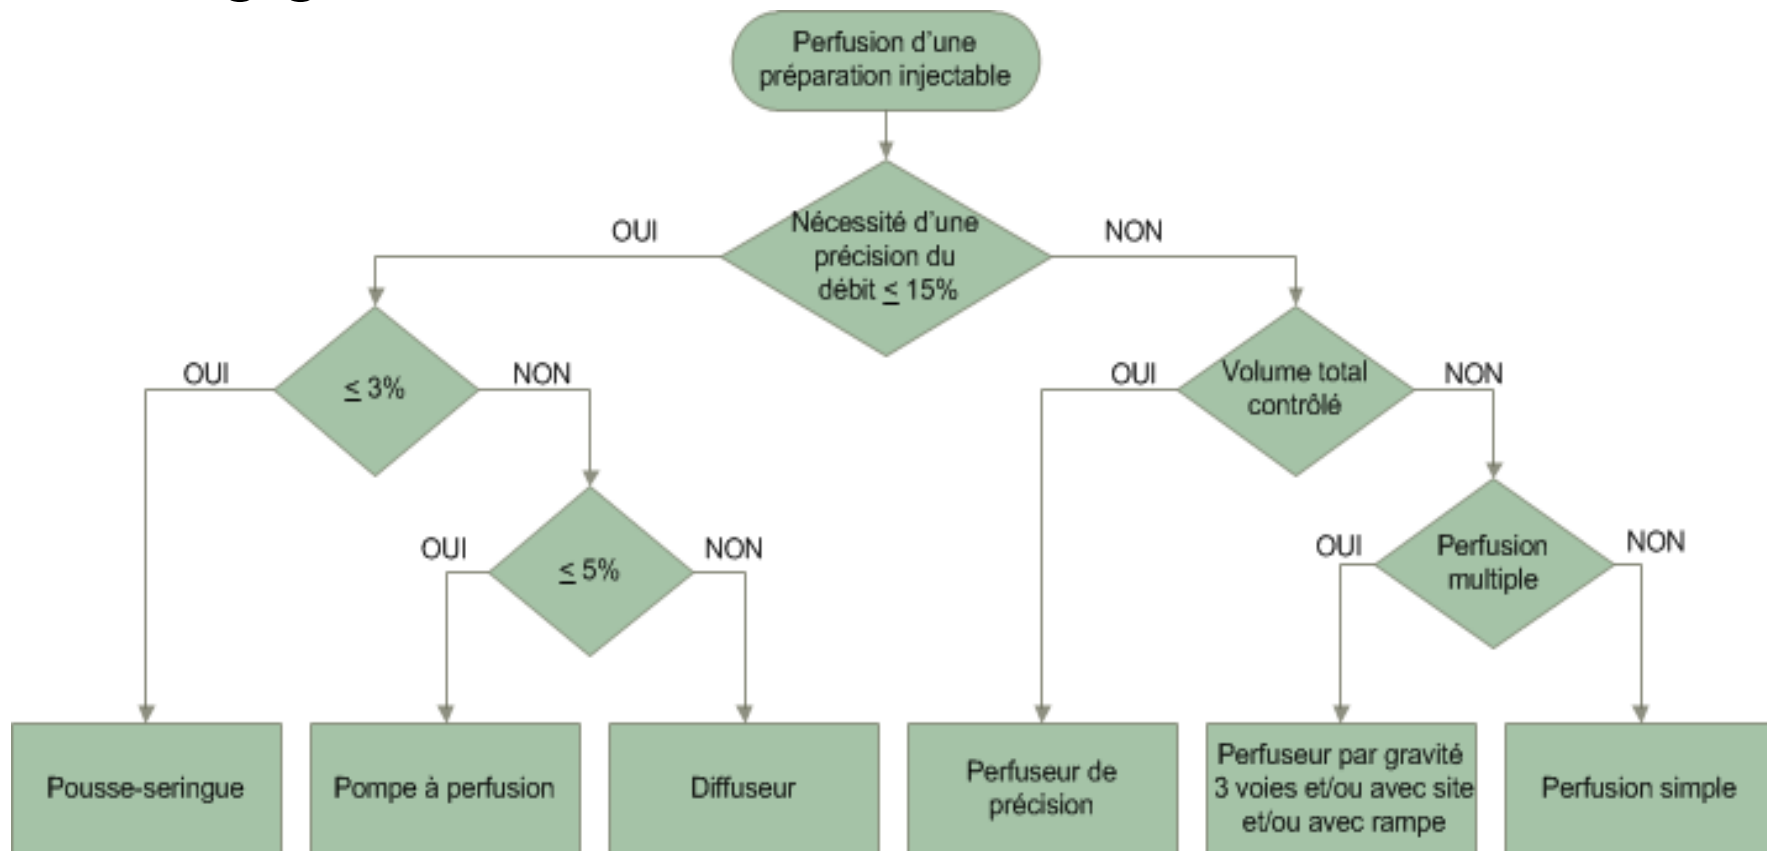 Perfusion d'une
préparation injectable
OUI
Nécessité d'une
précision du
débit ≤ 15%
NON
OUI
≤ 3%
NON
OUI
Volume total
contrôlé
NON
OUI
≤ 5%
NON
OUI
Perfusion
multiple
NON
Pousse-seringue
Pompe à perfusion
Diffuseur
Perfuseur de
précision
Perfuseur par gravité
3 voies et/ou avec site
et/ou avec rampe
Perfusion simple